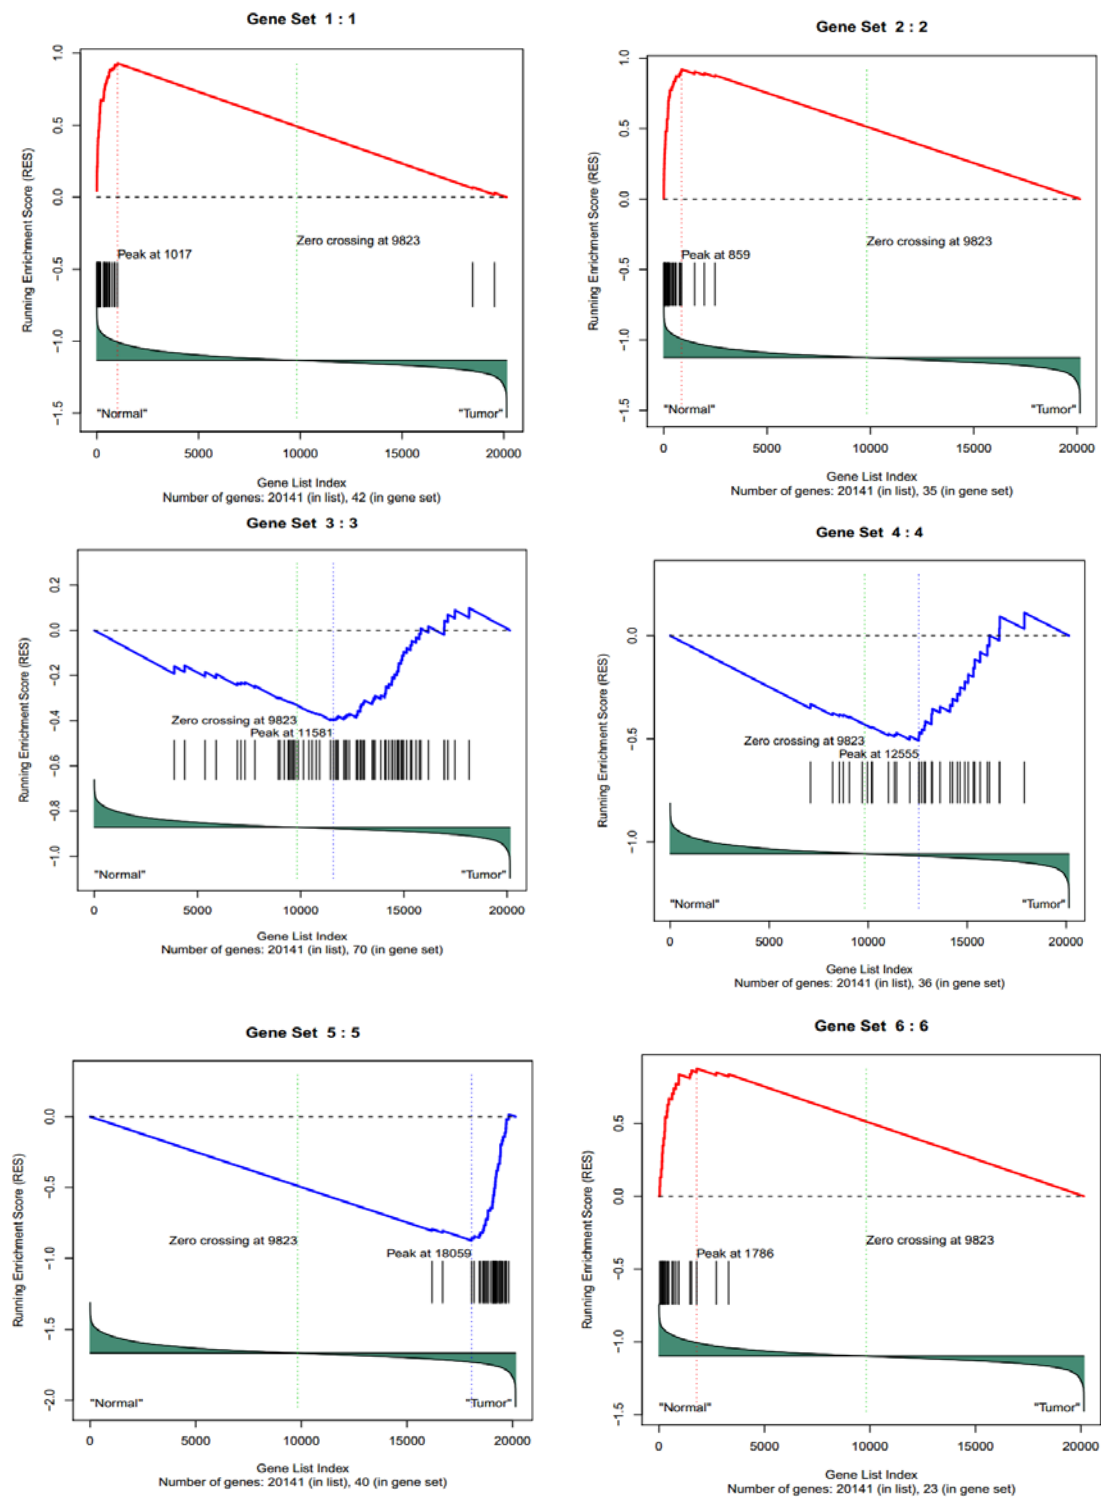 Gene Set 1 : 1
Running Enrichment Score (RES)
1.0
0.5
0.0
−0.5
−1.0
−1.5
Zero crossing at 9823
Peak at 1017
"Normal"
"Tumor"
0 5000 10000 15000 20000
Gene List Index
Number of genes: 20141 (in list), 42 (in gene set)
Gene Set 2 : 2
Running Enrichment Score (RES)
1.0
0.5
0.0
−0.5
−1.0
−1.5
Zero crossing at 9823
Peak at 859
"Normal"
"Tumor"
0 5000 10000 15000 20000
Gene List Index
Number of genes: 20141 (in list), 35 (in gene set)
Gene Set 3 : 3
Running Enrichment Score (RES)
0.2
0.0
−0.2
−0.4
−0.6
−0.8
−1.0
Zero crossing at 9823
Peak at 11581
"Normal"
"Tumor"
0 5000 10000 15000 20000
Gene List Index
Number of genes: 20141 (in list), 70 (in gene set)
Gene Set 4 : 4
Running Enrichment Score (RES)
0.0
−0.5
−1.0
Zero crossing at 9823
Peak at 12555
"Normal"
"Tumor"
0 5000 10000 15000 20000
Gene List Index
Number of genes: 20141 (in list), 36 (in gene set)
Gene Set 5 : 5
Running Enrichment Score (RES)
0.0
−0.5
−1.0
−1.5
−2.0
Zero crossing at 9823
Peak at 18059
"Normal"
"Tumor"
0 5000 10000 15000 20000
Gene List Index
Number of genes: 20141 (in list), 40 (in gene set)
Gene Set 6 : 6
Running Enrichment Score (RES)
0.5
0.0
−0.5
−1.0
−1.5
Zero crossing at 9823
Peak at 1786
"Normal"
"Tumor"
0 5000 10000 15000 20000
Gene List Index
Number of genes: 20141 (in list), 23 (in gene set)